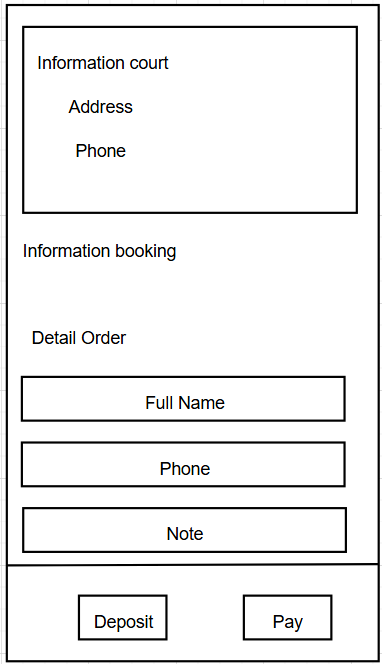 Information court
Address
Phone
Information booking
Detail Order
Full Name
Phone
Note
Deposit
Pay